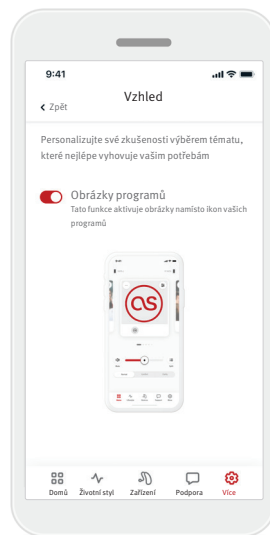 9:41
Vzhled
Zpět
Personalizujte své zkušenosti výběrem tématu,
které nejlépe vyhovuje vašim potřebám
Obrázky programů
Tato funkce aktivuje obrázky namísto ikon vašich
programů
Domů Životní styl Zařízení Podpora Více